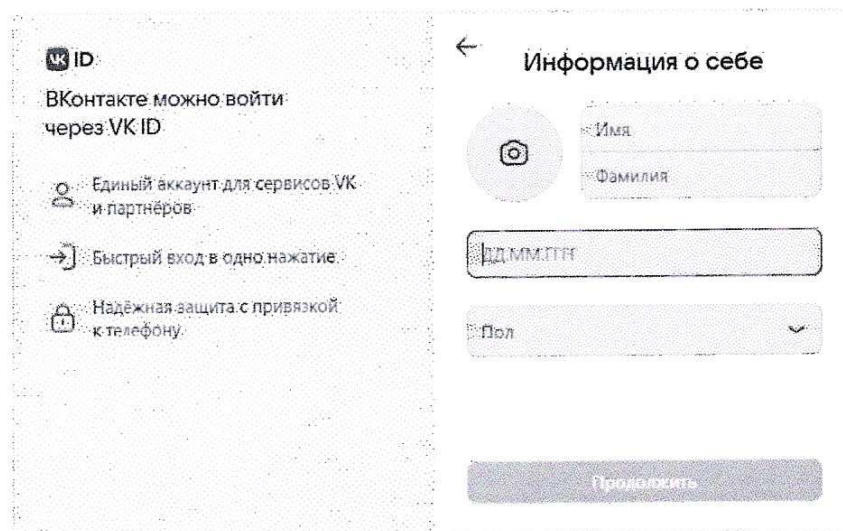 VK ID
ВКонтакте можно войти
через VK ID
Единый аккаунт для сервисов VK
и партнёров
Быстрый вход в одно нажатие
Надёжная защита с привязкой
к телефону
Информация о себе
Имя
Фамилия
ДД.ММ.ГГГГ
Пол
Продолжить